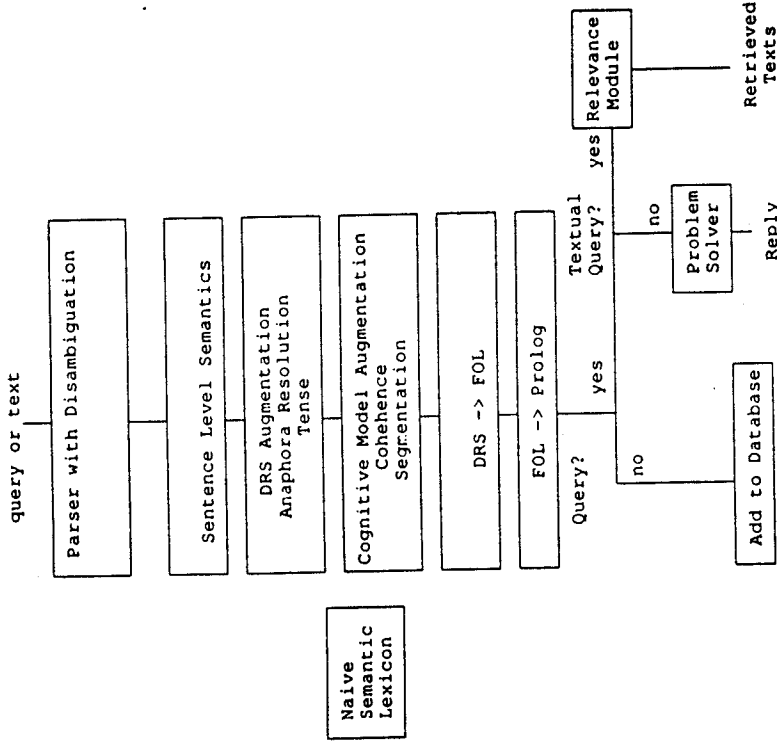 query or text
Parser with Disambiguation
Sentence Level Semantics
DRS Augmentation
Anaphora Resolution
Tense
Naive
Semantic
Lexicon
Cognitive Model Augmentation
Cohehence
Segmentation
DRS -> FOL
FOL -> Prolog
Query?
yes
no
Textual
Query?
yes
no
Relevance
Module
Add to Database
Problem
Solver
Reply
Retrieved
Texts